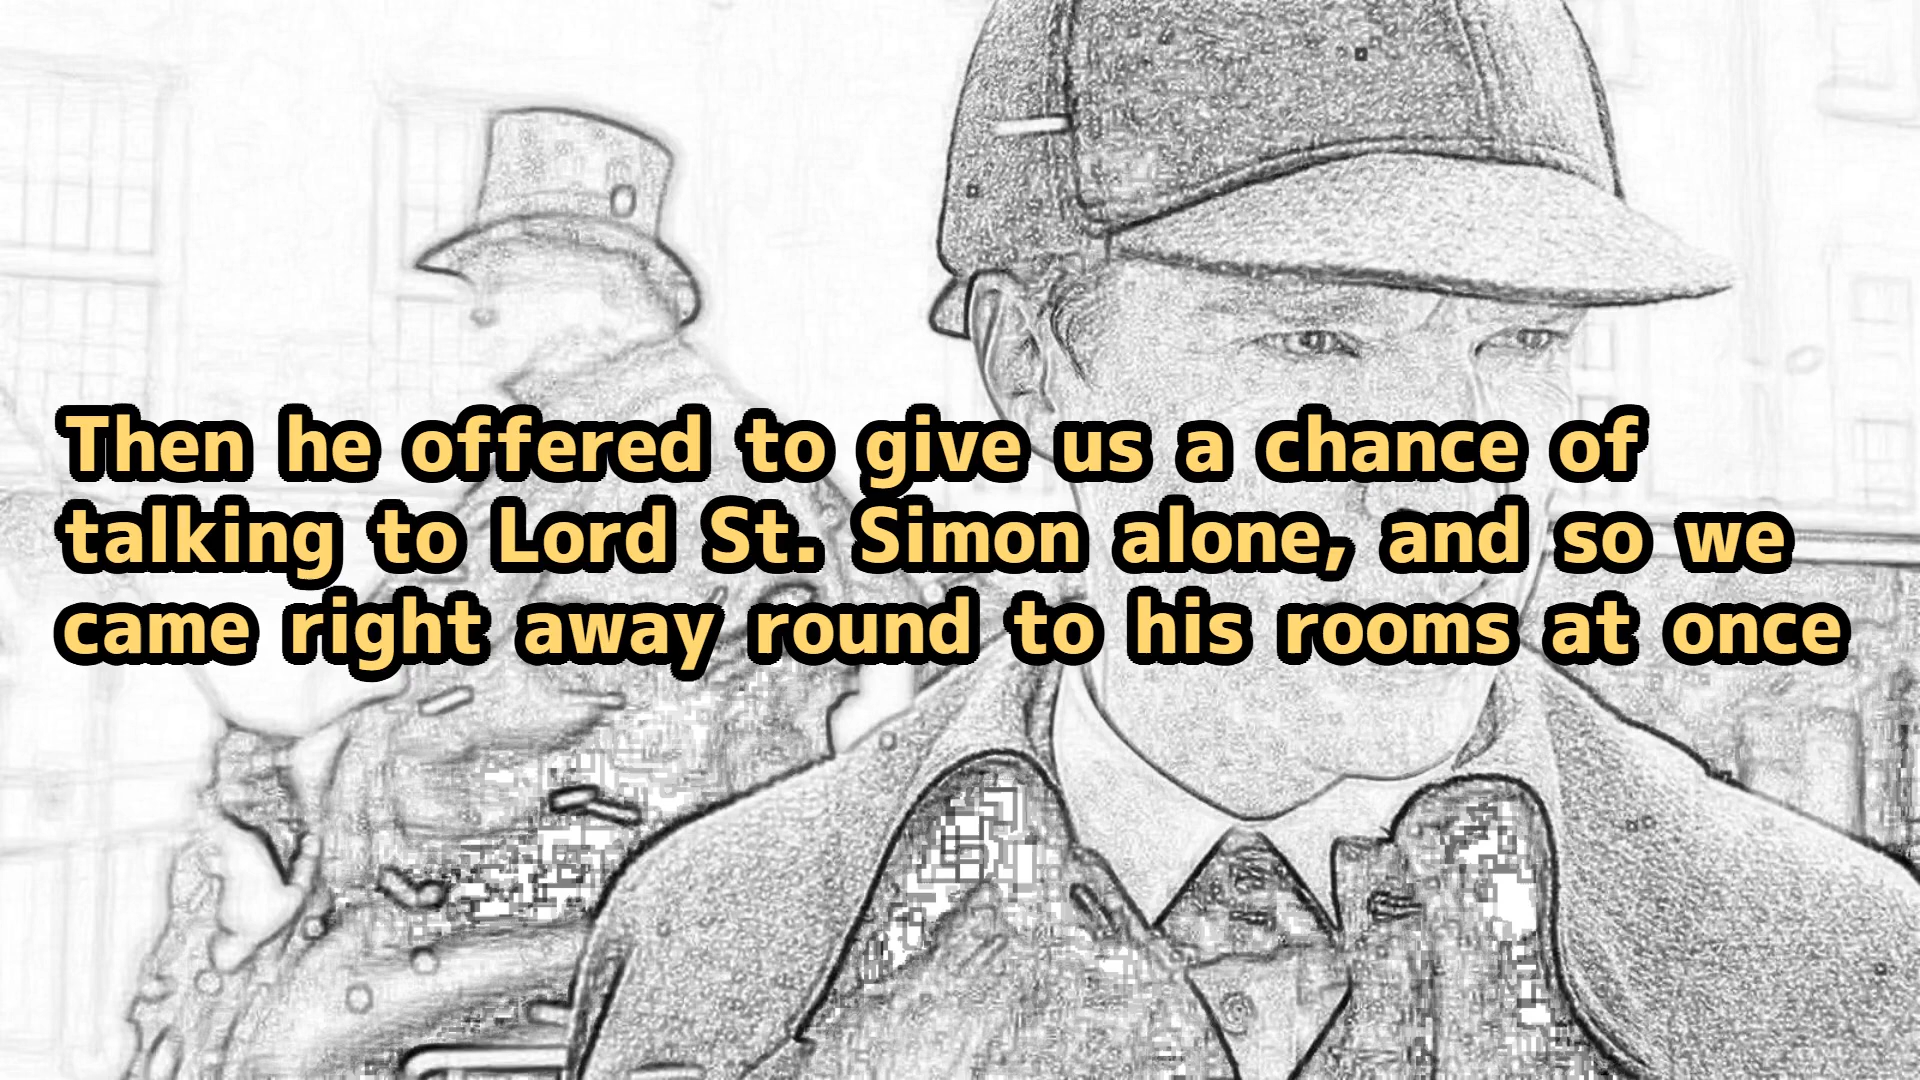 Then he offered to give us a chance of
talking to Lord St. Simon alone, and so we
came right away round to his rooms at once